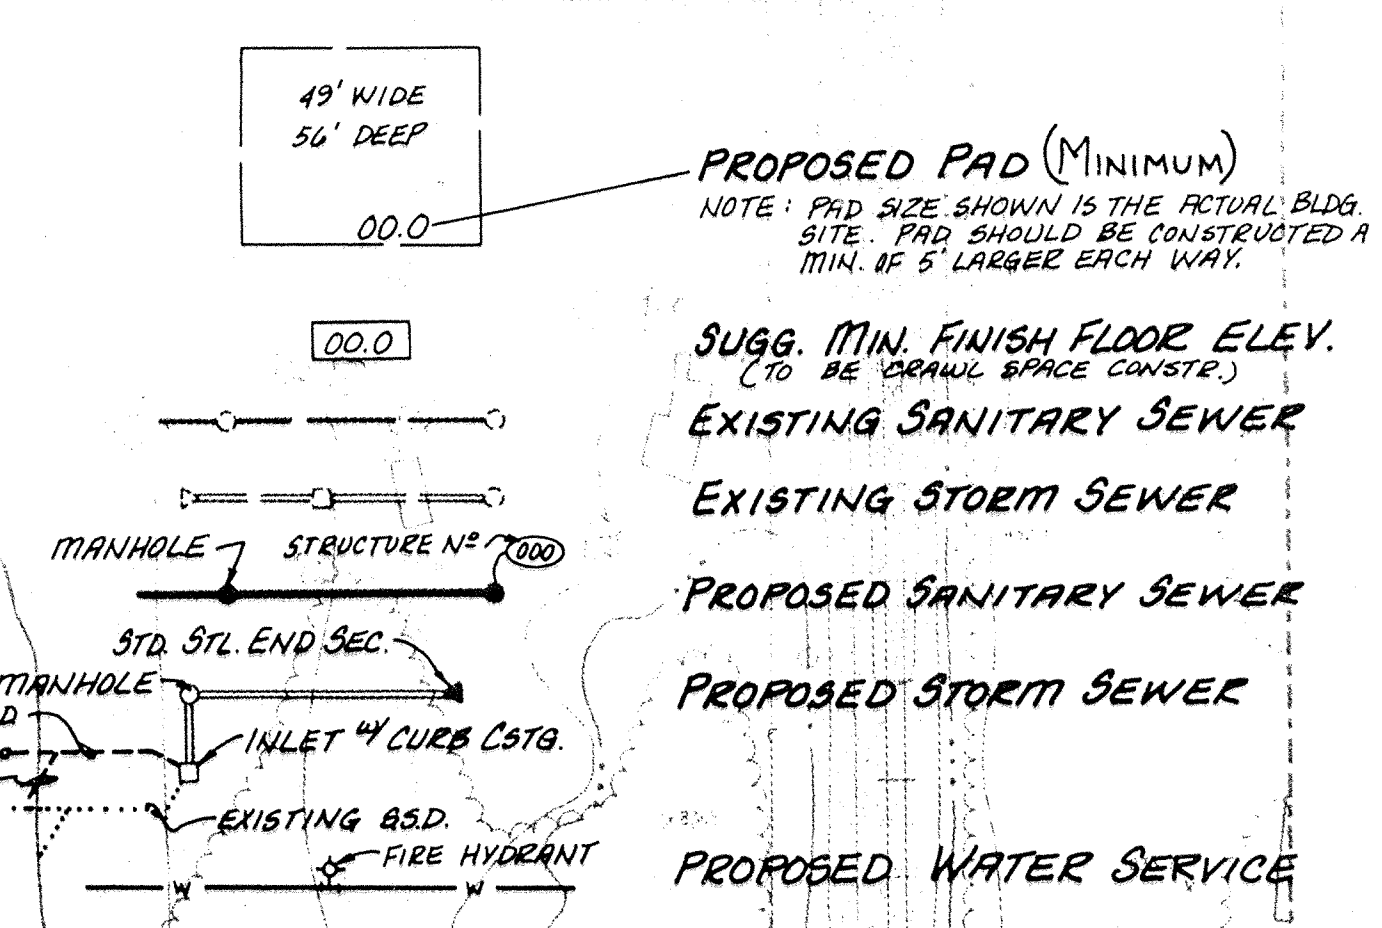 49' WIDE
56' DEEP
00.0
PROPOSED PAD (MINIMUM)
NOTE: PAD SIZE SHOWN IS THE ACTUAL BLDG.
SITE. PAD SHOULD BE CONSTRUCTED A
MIN. OF 5' LARGER EACH WAY.
00.0
SUGG. MIN. FINISH FLOOR ELEV.
(TO BE CRAWL SPACE CONSTR.)
EXISTING SANITARY SEWER
EXISTING STORM SEWER
MANHOLE
STRUCTURE Nº
000
PROPOSED SANITARY SEWER
STD. STL. END SEC.
MANHOLE
PROPOSED STORM SEWER
D
INLET W/ CURB CSTG.
EXISTING S.S.D.
FIRE HYDRANT
W W
PROPOSED WATER SERVICE